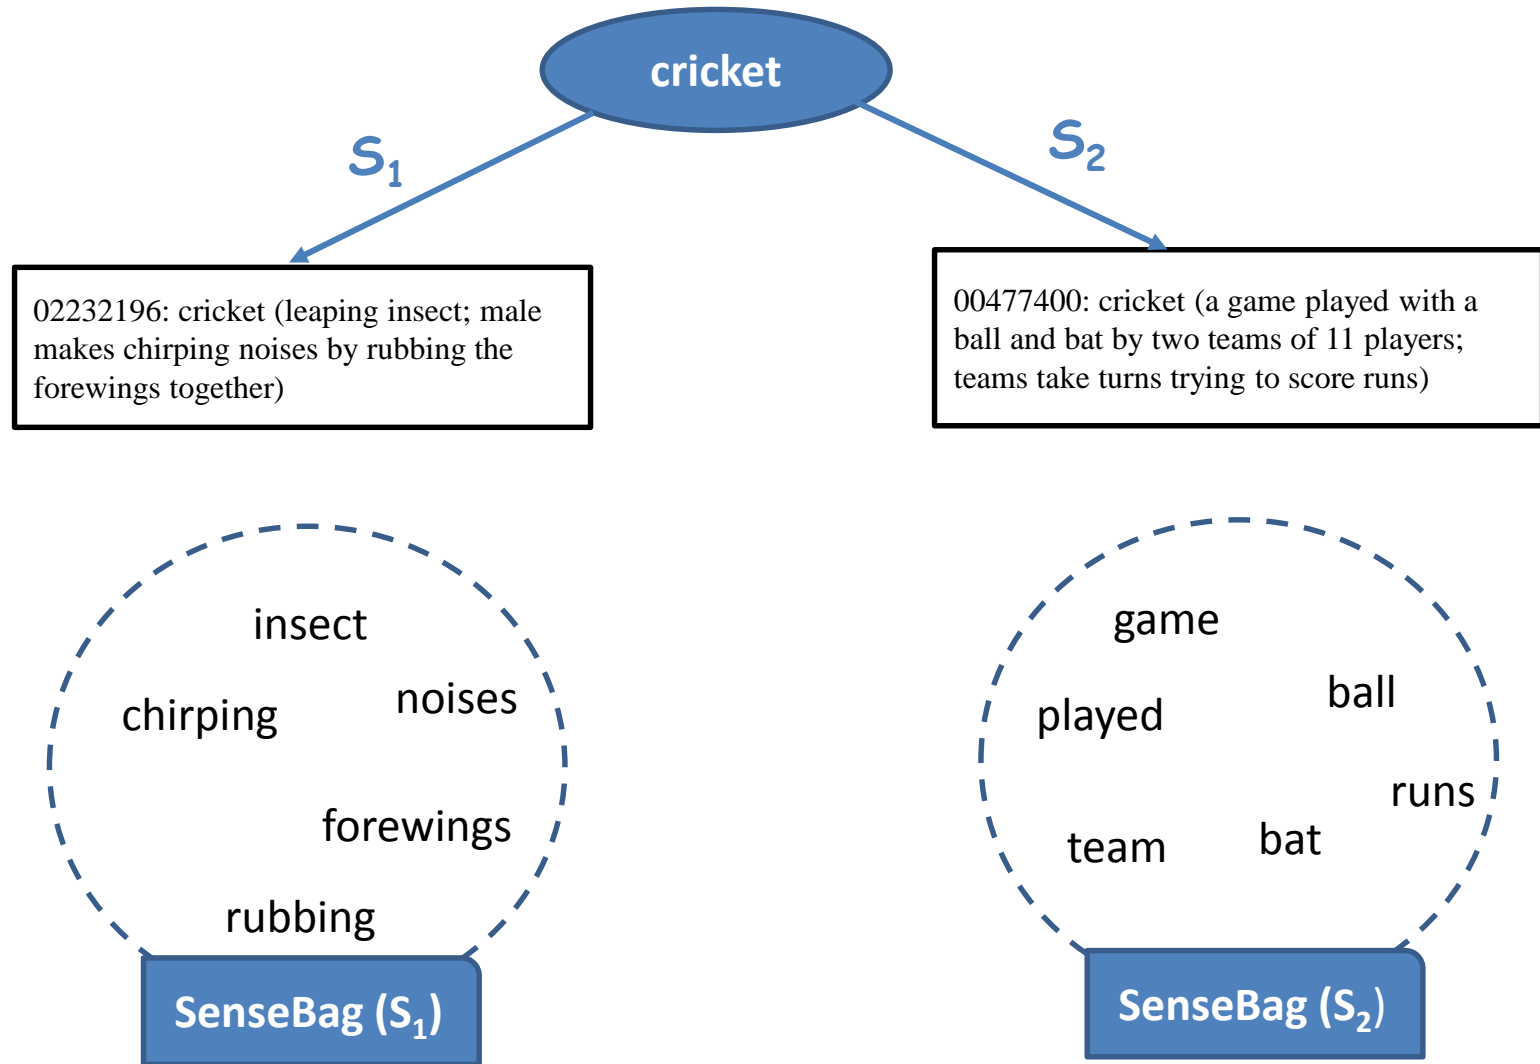 cricket
S1
S2
02232196: cricket (leaping insect; male
makes chirping noises by rubbing the
forewings together)
00477400: cricket (a game played with a
ball and bat by two teams of 11 players;
teams take turns trying to score runs)
insect
chirping
noises
forewings
rubbing
SenseBag (S1)
game
played
ball
runs
team
bat
SenseBag (S2)